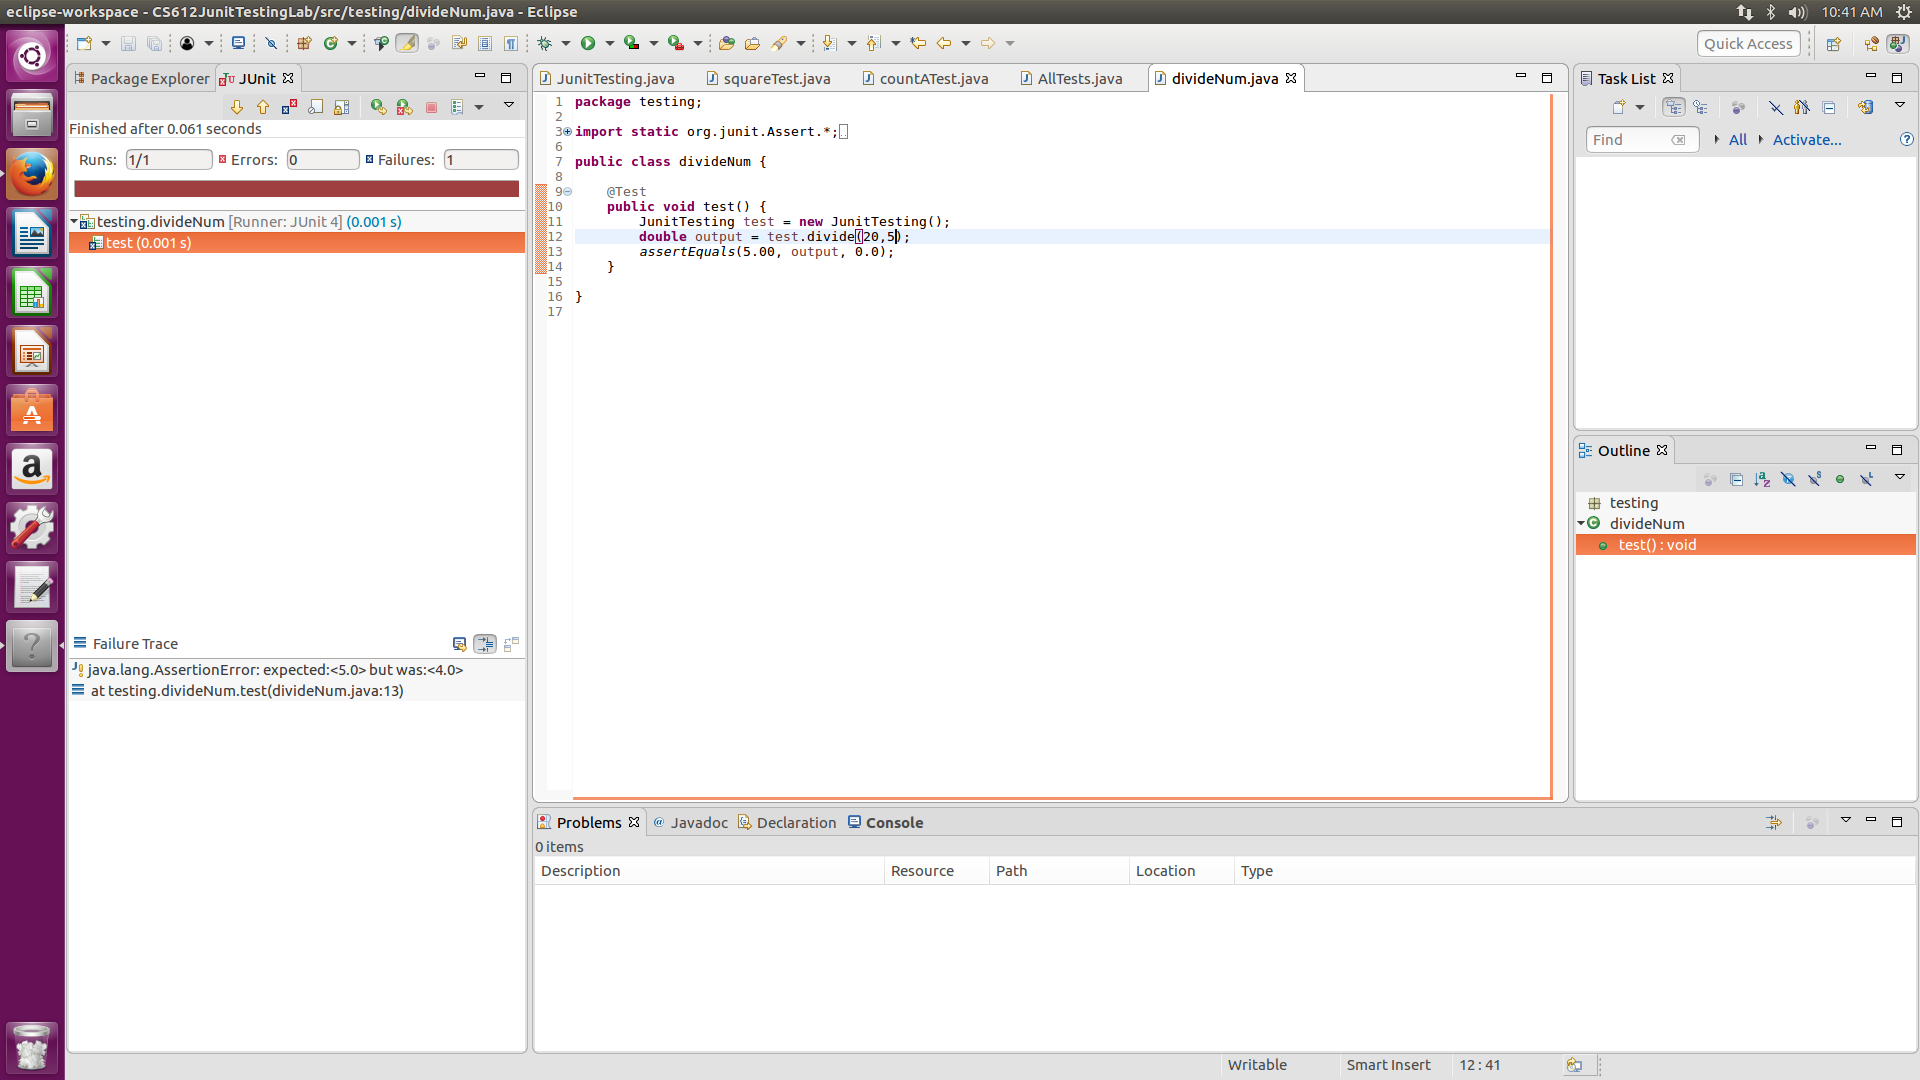 eclipse-workspace - CS612JunitTestingLab/src/testing/divideNum.java - Eclipse
10:41 AM
Quick Access
Package Explorer
JUnit
Finished after 0.061 seconds
Runs: 1/1
Errors: 0
Failures: 1
testing.divideNum [Runner: JUnit 4] (0.001 s)
test (0.001 s)
Failure Trace
java.lang.AssertionError: expected:<5.0> but was:<4.0>
at testing.divideNum.test(divideNum.java:13)
JunitTesting.java
squareTest.java
countATest.java
AllTests.java
divideNum.java
1 package testing;
2
3 import static org.junit.Assert.*;
6
7 public class divideNum {
8
9 @Test
10 public void test() {
11 JunitTesting test = new JunitTesting();
12 double output = test.divide(20,5);
13 assertEquals(5.00, output, 0.0);
14 }
15
16 }
17
Task List
Find
All
Activate...
Outline
testing
divideNum
test() : void
Problems
@ Javadoc
Declaration
Console
0 items
Description
Resource
Path
Location
Type
Writable
Smart Insert
12 : 41